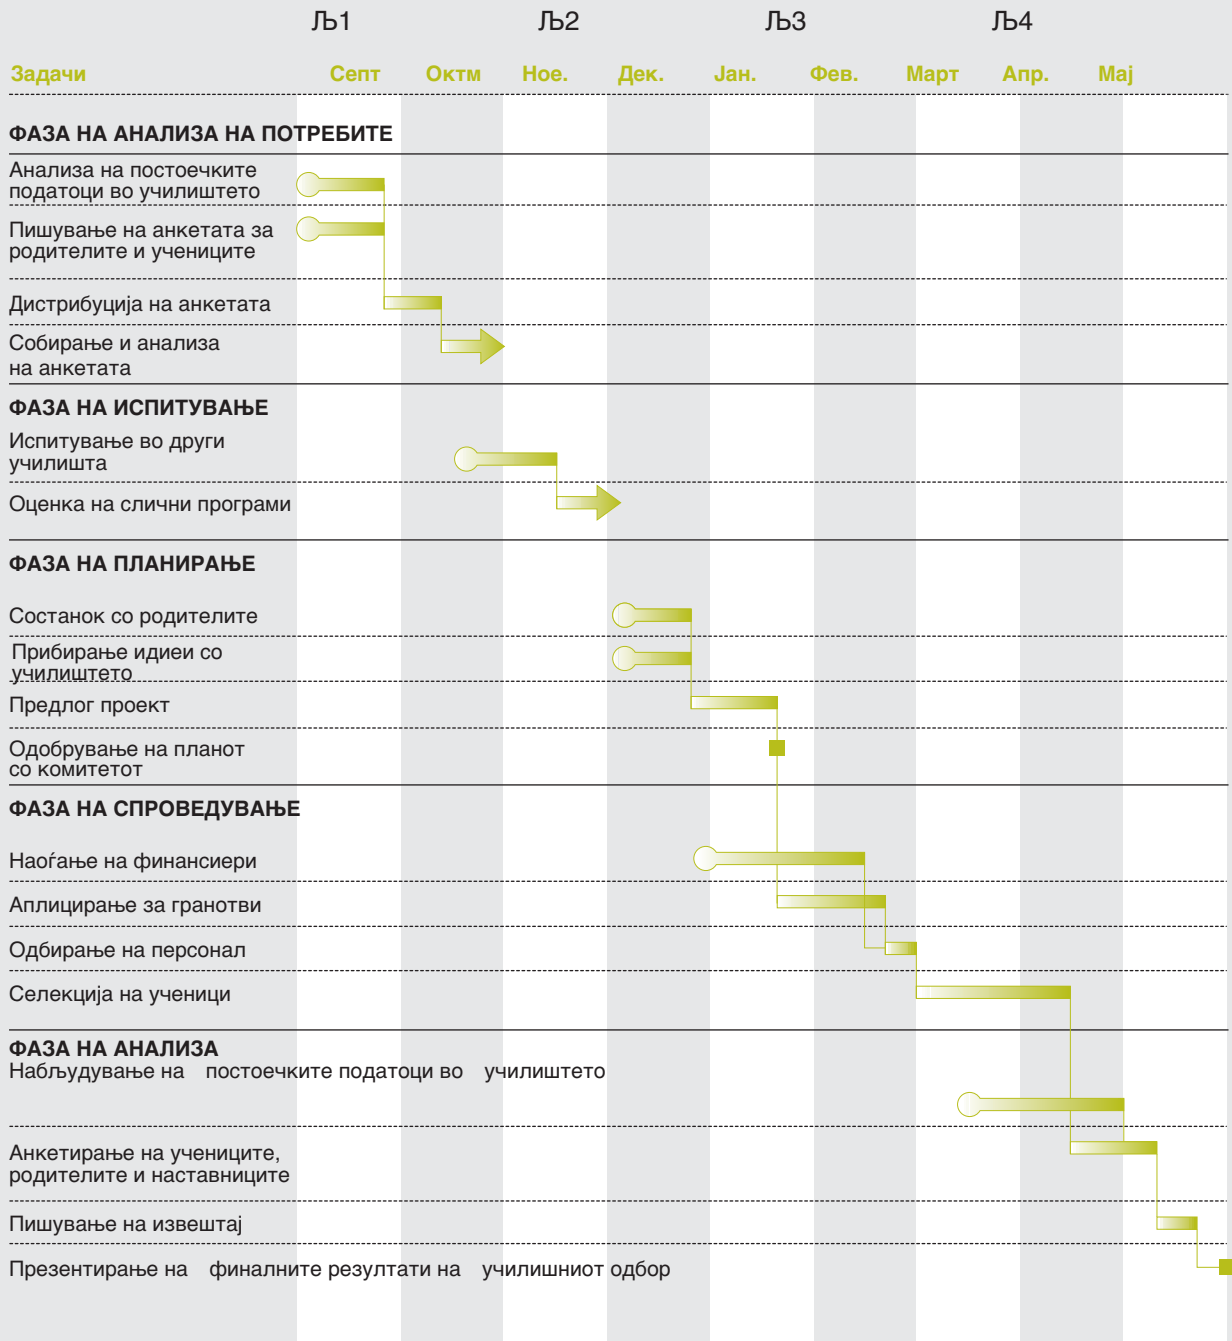 Љ1 Љ2 Љ3 Љ4
Задачи Септ Октм Ное. Дек. Јан. Фев. Март Апр. Мај
ФАЗА НА АНАЛИЗА НА ПОТРЕБИТЕ
Анализа на постоечките
податоци во училиштето
Пишување на анкетата за
родителите и учениците
Дистрибуција на анкетата
Собирање и анализа
на анкетата
ФАЗА НА ИСПИТУВАЊЕ
Испитување во други
училишта
Оценка на слични програми
ФАЗА НА ПЛАНИРАЊЕ
Состанок со родителите
Прибирање идиеи со
училиштето
Предлог проект
Одобрување на планот
со комитетот
ФАЗА НА СПРОВЕДУВАЊЕ
Наоѓање на финансиери
Аплицирање за гранотви
Одбирање на персонал
Селекција на ученици
ФАЗА НА АНАЛИЗА
Набљудување на постоечките податоци во училиштето
Анкетирање на учениците,
родителите и наставниците
Пишување на извештај
Презентирање на финалните резултати на училишниот одбор